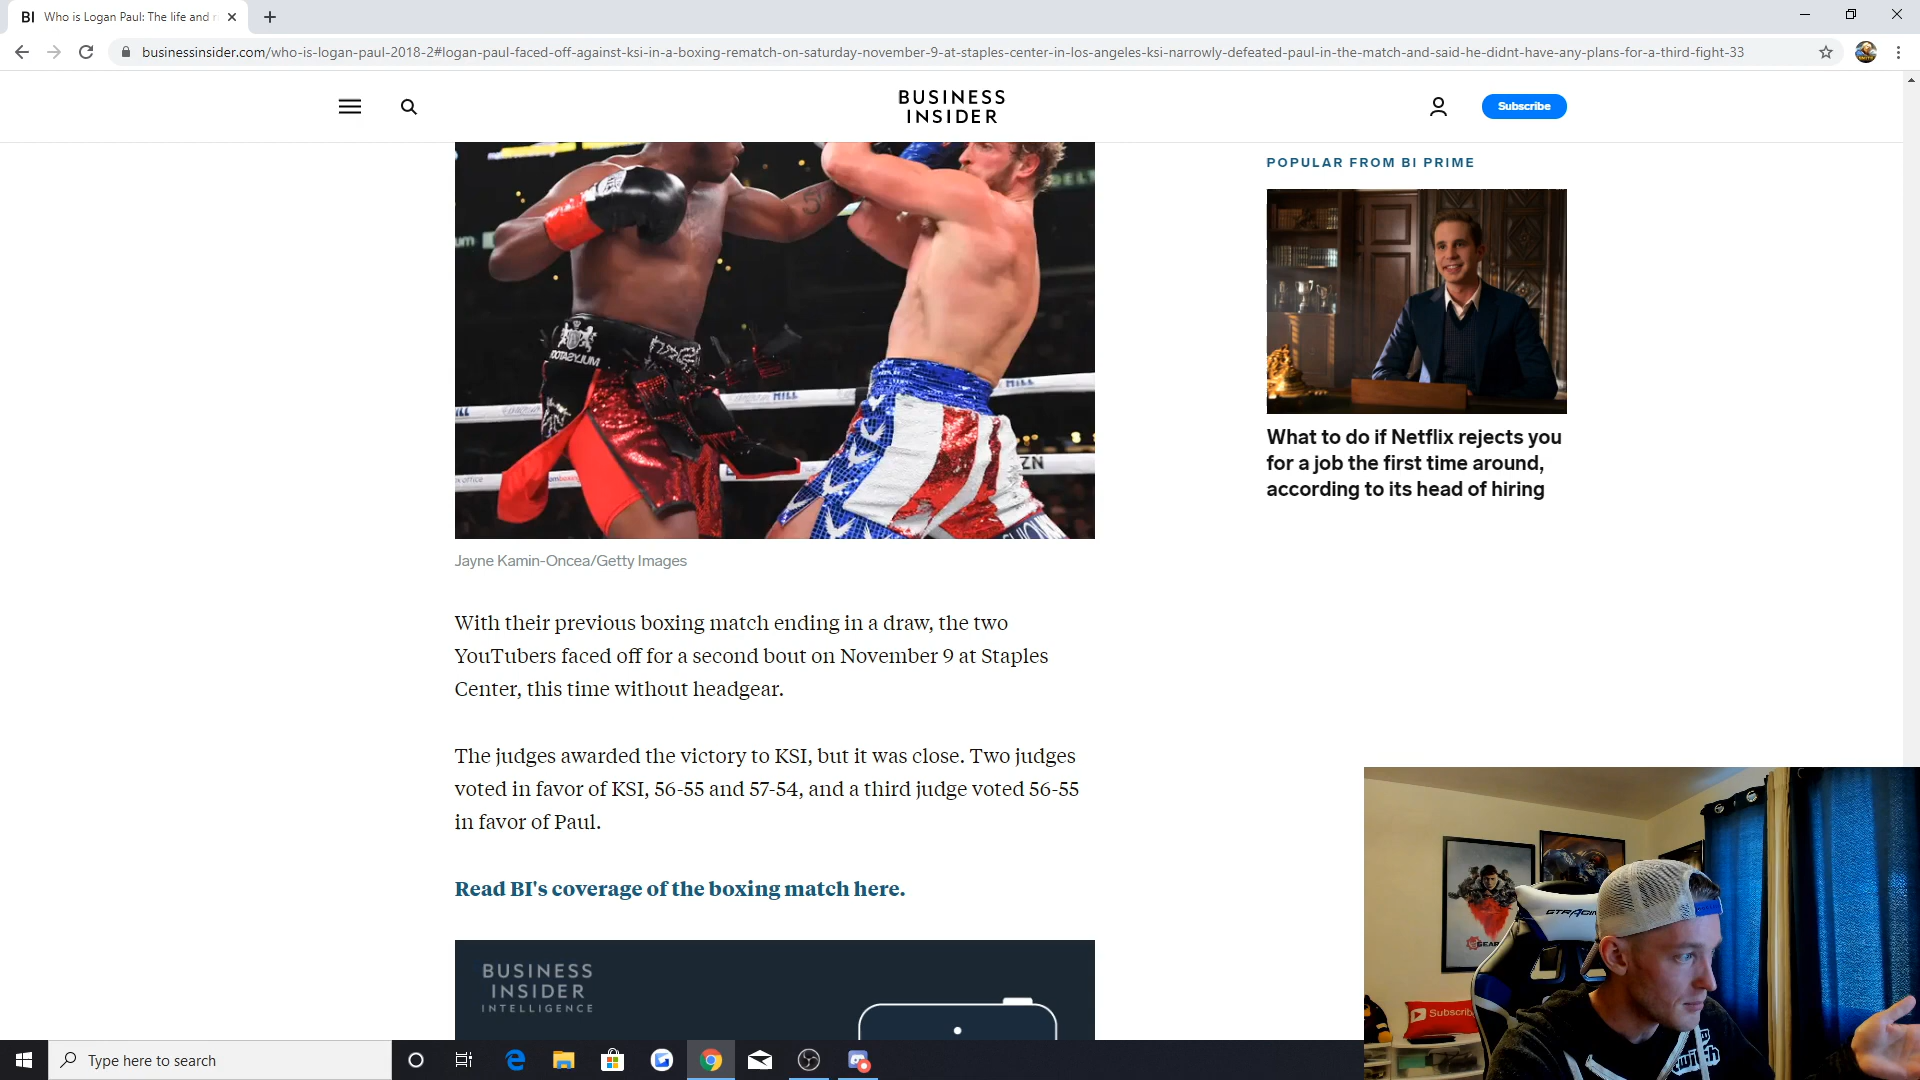 BI Who is Logan Paul: The life and r
businessinsider.com/who-is-logan-paul-2018-2#logan-paul-faced-off-against-ksi-in-a-boxing-rematch-on-saturday-november-9-at-staples-center-in-los-angeles-ksi-narrowly-defeated-paul-in-the-match-and-said-he-didnt-have-any-plans-for-a-third-fight-33
BUSINESS
INSIDER
Subscribe
POPULAR FROM BI PRIME
HILL
What to do if Netflix rejects you
for a job the first time around,
according to its head of hiring
Jayne Kamin-Oncea/Getty Images
With their previous boxing match ending in a draw, the two
YouTubers faced off for a second bout on November 9 at Staples
Center, this time without headgear.
The judges awarded the victory to KSI, but it was close. Two judges
voted in favor of KSI, 56-55 and 57-54, and a third judge voted 56-55
in favor of Paul.
Read BI's coverage of the boxing match here.
BUSINESS
INSIDER
INTELLIGENCE
GTRACIN
GEAR
Subscrib
Type here to search